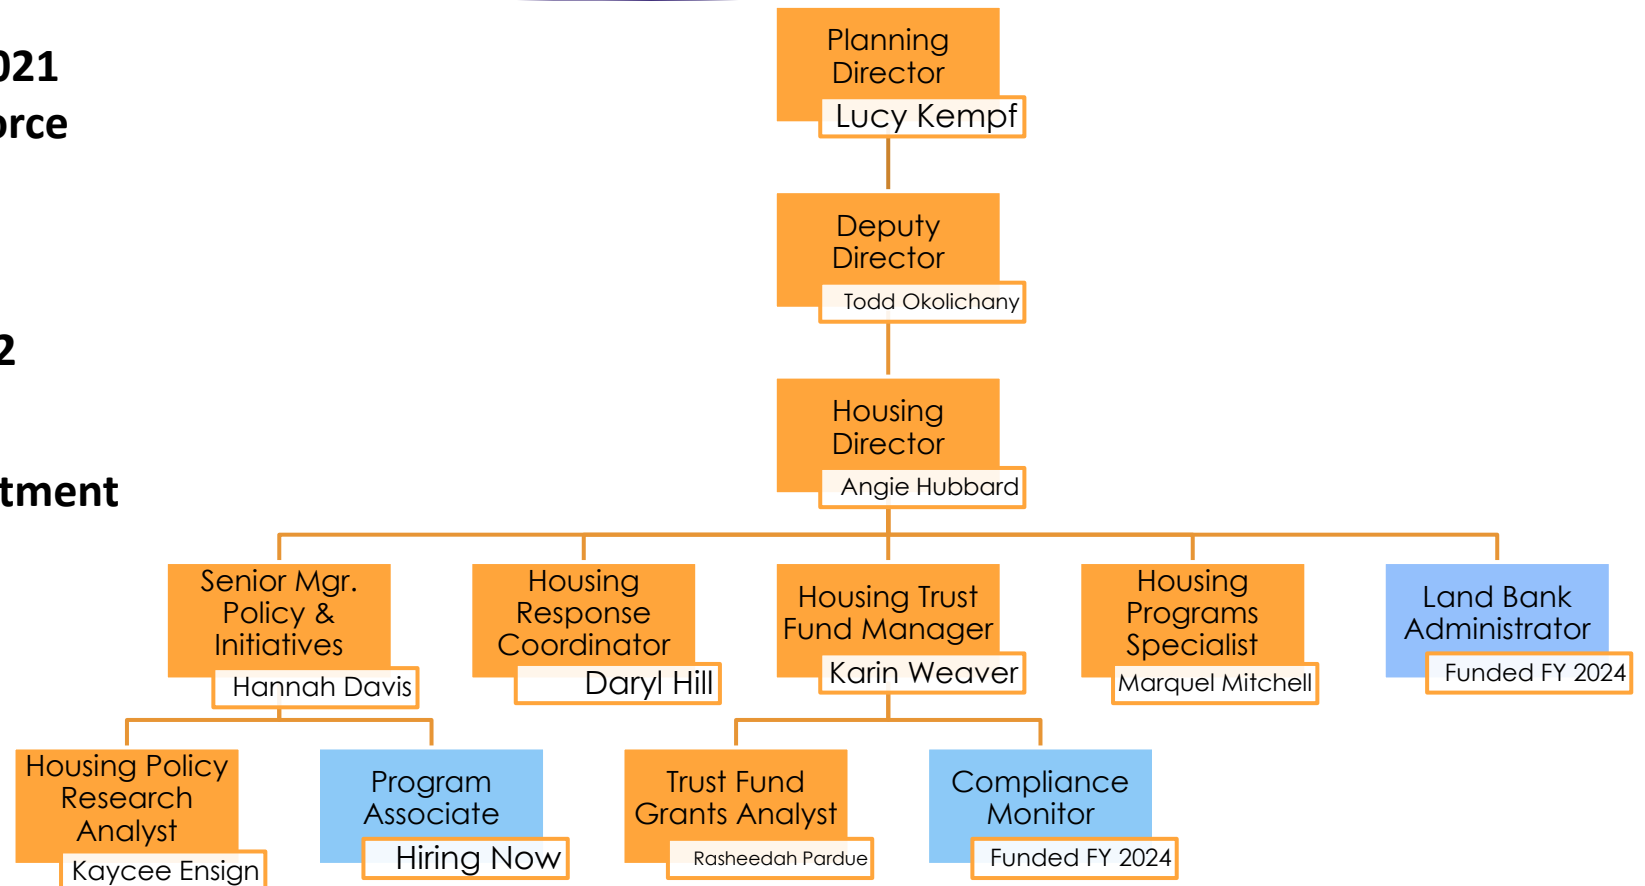 021
orce
2
tment
Planning
Director
Lucy Kempf
Deputy
Director
Todd Okolichany
Housing
Director
Angie Hubbard
Senior Mgr.
Policy &
Initiatives
Hannah Davis
Housing
Response
Coordinator
Daryl Hill
Housing Trust
Fund Manager
Karin Weaver
Housing
Programs
Specialist
Marquel Mitchell
Land Bank
Administrator
Funded FY 2024
Housing Policy
Research
Analyst
Kaycee Ensign
Program
Associate
Hiring Now
Trust Fund
Grants Analyst
Rasheedah Pardue
Compliance
Monitor
Funded FY 2024